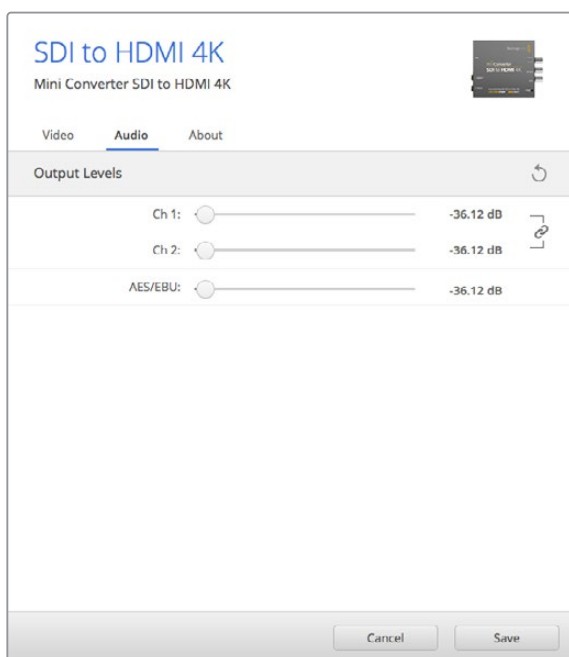 SDI to HDMI 4K
Mini Converter SDI to HDMI 4K
Video Audio About
Output Levels
Ch 1: -36.12 dB
Ch 2: -36.12 dB
AES/EBU: -36.12 dB
Cancel Save